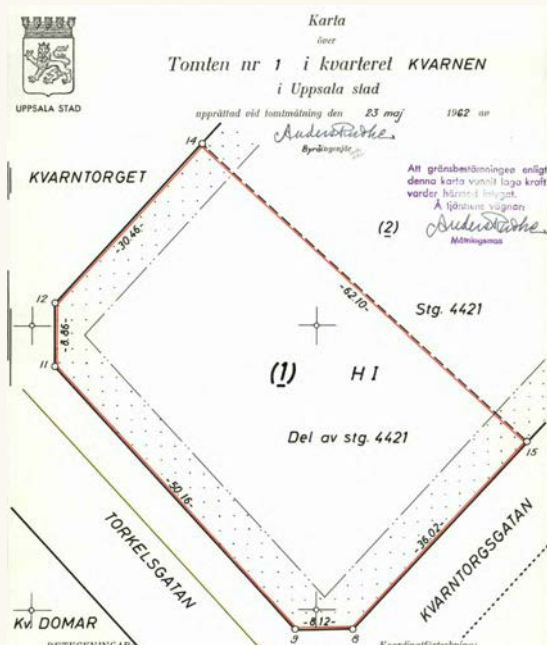 Karta
över
Tomten nr 1 i kvarteret KVARNEN
i Uppsala stad
UPPSALA STAD
upprättad vid tomtmätning den 23 maj 1962 av
14
Byråingenjör
KVARNTORGET
Att gränsbestämningen enligt
denna karta vunnit laga kraft
varder härmed intygat.
Å tjänstens vägnar:
(2)
Mätningsman
-30.46-
-62.10-
12
Stg. 4421
-8.86-
11
(1) H I
Del av stg. 4421
15
-50.16-
-36.02-
TORKELSGATAN
KVARNTORGSGATAN
Kv. DOMAR
-8.12-
9
8
BETECKNINGAR
Koordinatförteckning: